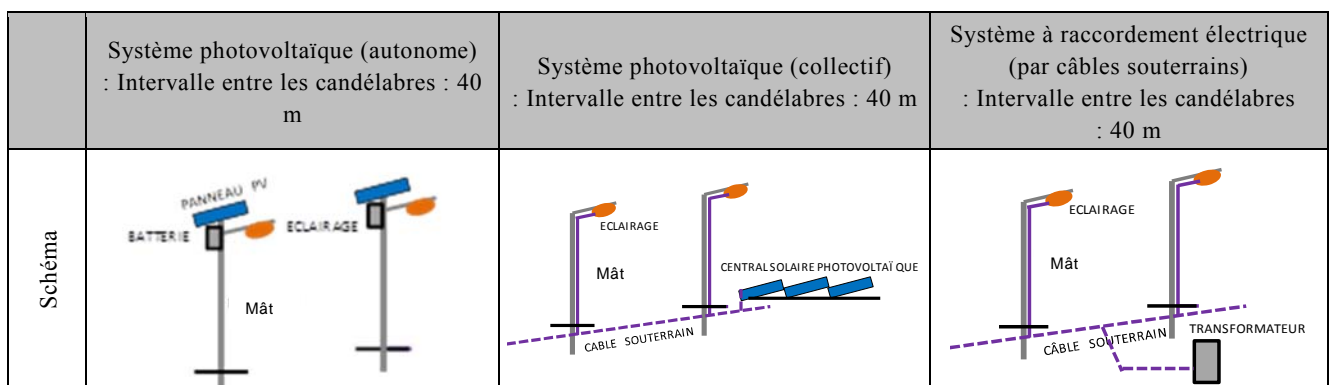 Système photovoltaïque (autonome)
: Intervalle entre les candélabres : 40
m
Système photovoltaïque (collectif)
: Intervalle entre les candélabres : 40 m
Système à raccordement électrique
(par câbles souterrains)
: Intervalle entre les candélabres
: 40 m
Schéma
PANNEAU PV
BATTERIE
ECLAIRAGE
Mât
ECLAIRAGE
Mât
CENTRAL SOLAIRE PHOTOVOLTAÏQUE
CABLE SOUTERRAIN
ECLAIRAGE
Mât
CÂBLE SOUTERRAIN
TRANSFORMATEUR